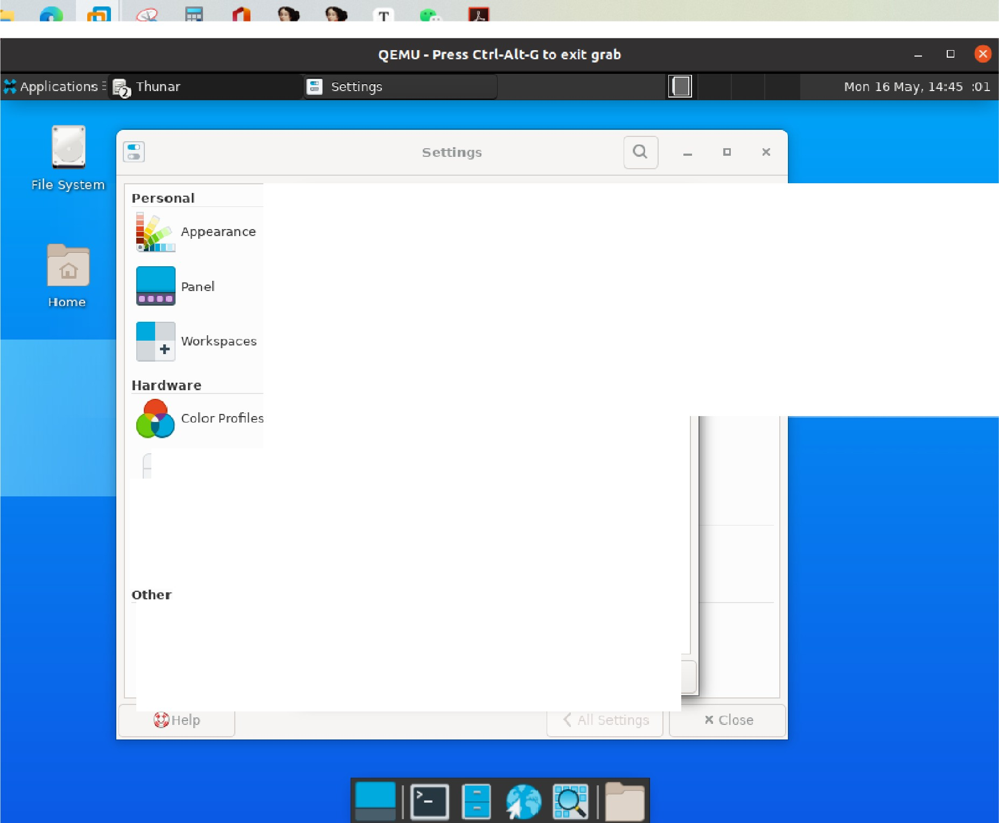 T
QEMU - Press Ctrl-Alt-G to exit grab
Applications
2
Thunar
Settings
Mon 16 May, 14:45 :01
File System
Home
Settings
Personal
Appearance
Panel
Workspaces
Hardware
Color Profiles
Other
Help
All Settings
Close